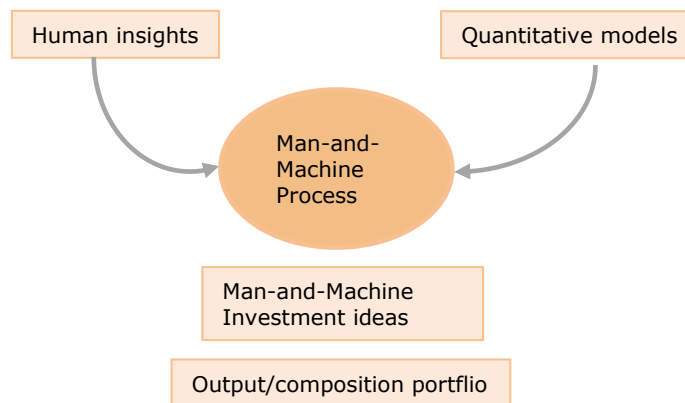 Human insights
Quantitative models
Man-and-
Machine
Process
Man-and-Machine
Investment ideas
Output/composition portflio